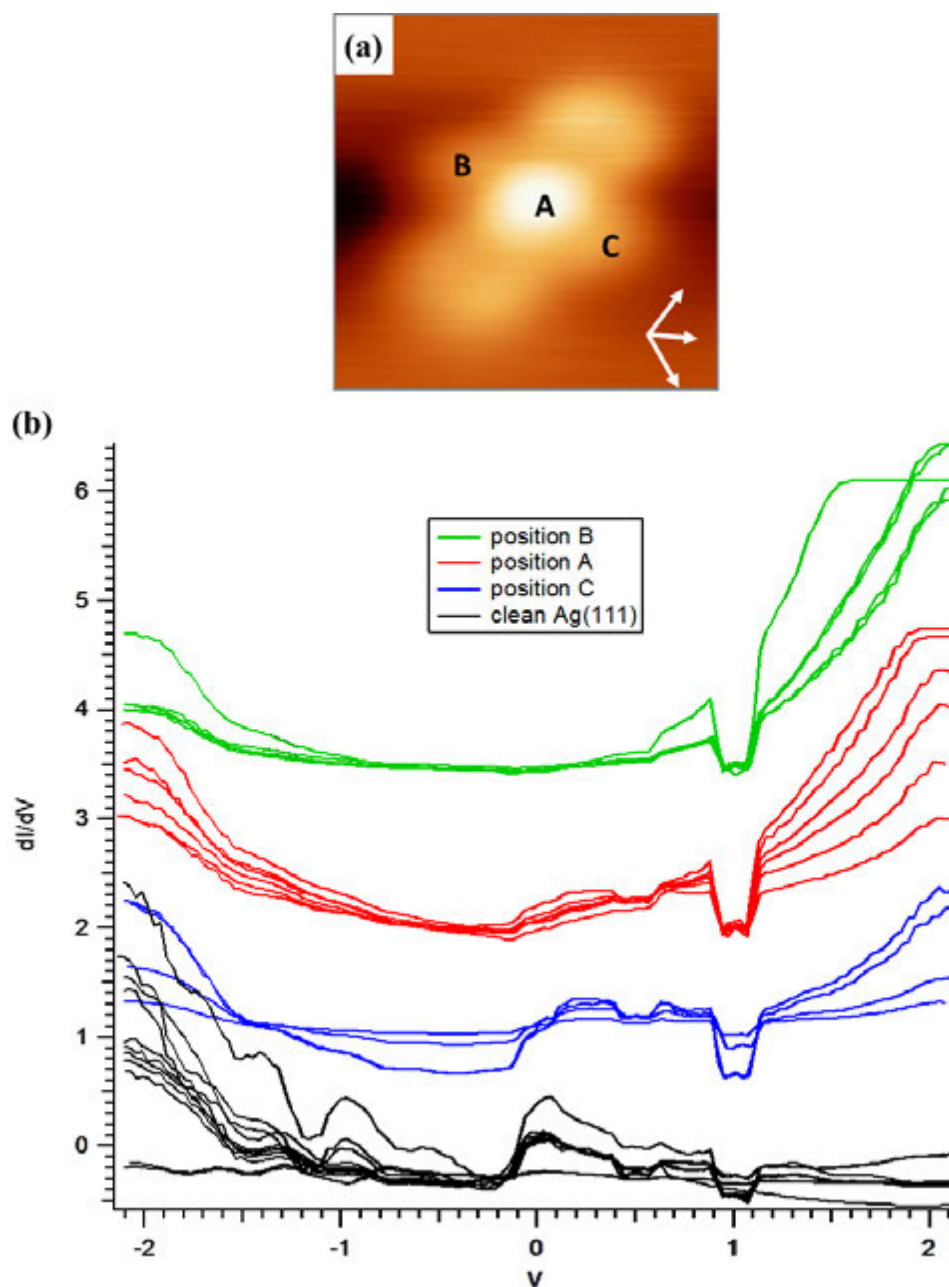 (a)
B
A
C
(b)
6
5
4
3
2
1
0
dI/dV
position B
position A
position C
clean Ag(111)
-2
-1
0
1
2
V